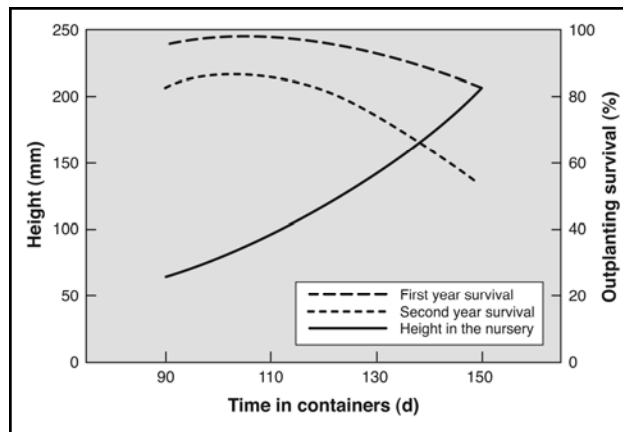 250
200
150
100
50
0
Height (mm)
100
80
60
40
20
0
Outplanting survival (%)
First year survival
Second year survival
Height in the nursery
90 110 130 150
Time in containers (d)